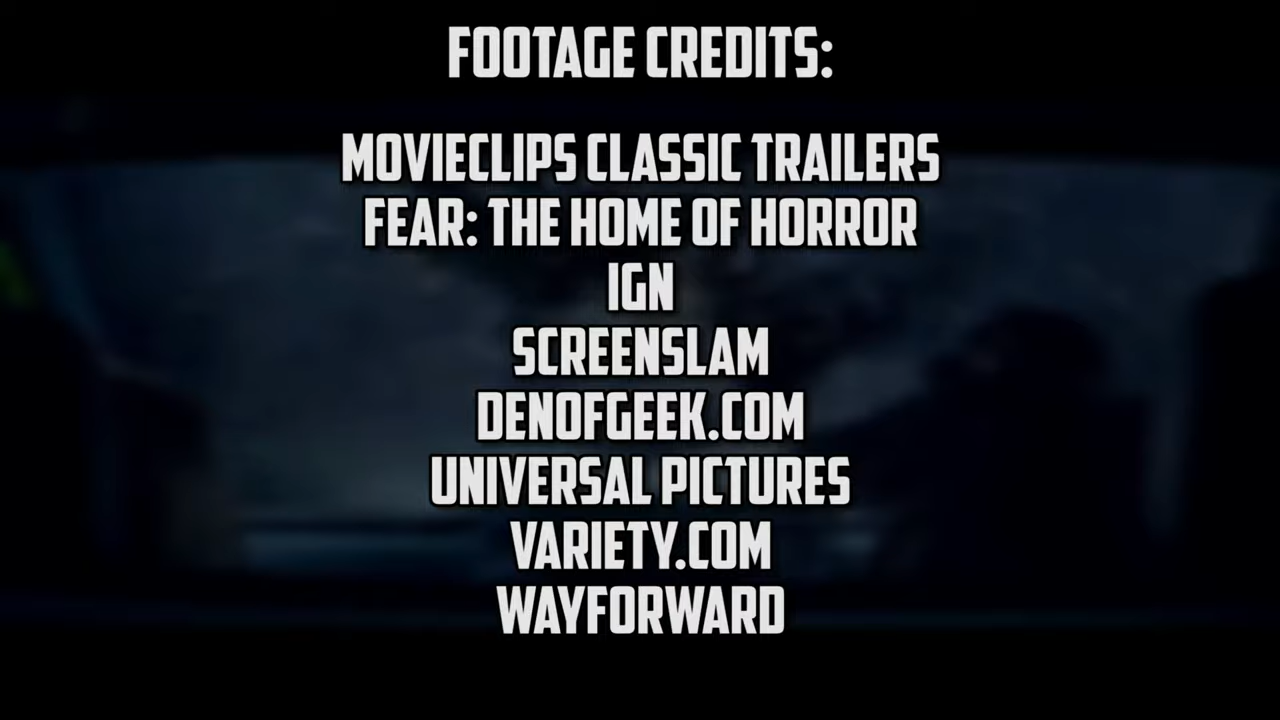 FOOTAGE CREDITS:
MOVIECLIPS CLASSIC TRAILERS
FEAR: THE HOME OF HORROR
IGN
SCREENSLAM
DENOFGEEK.COM
UNIVERSAL PICTURES
VARIETY.COM
WAYFORWARD